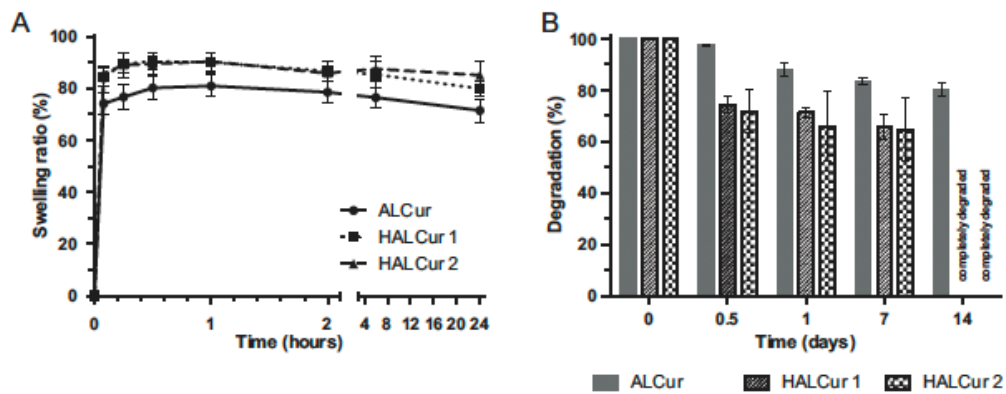 A
Swelling ratio (%)
100
80
60
40
20
0
ALCur
HALCur 1
HALCur 2
0 1 2 4 8 12 16 20 24
Time (hours)
B
Degradation (%)
100
80
60
40
20
0
completely degraded
completely degraded
0 0.5 1 7 14
Time (days)
ALCur HALCur 1 HALCur 2